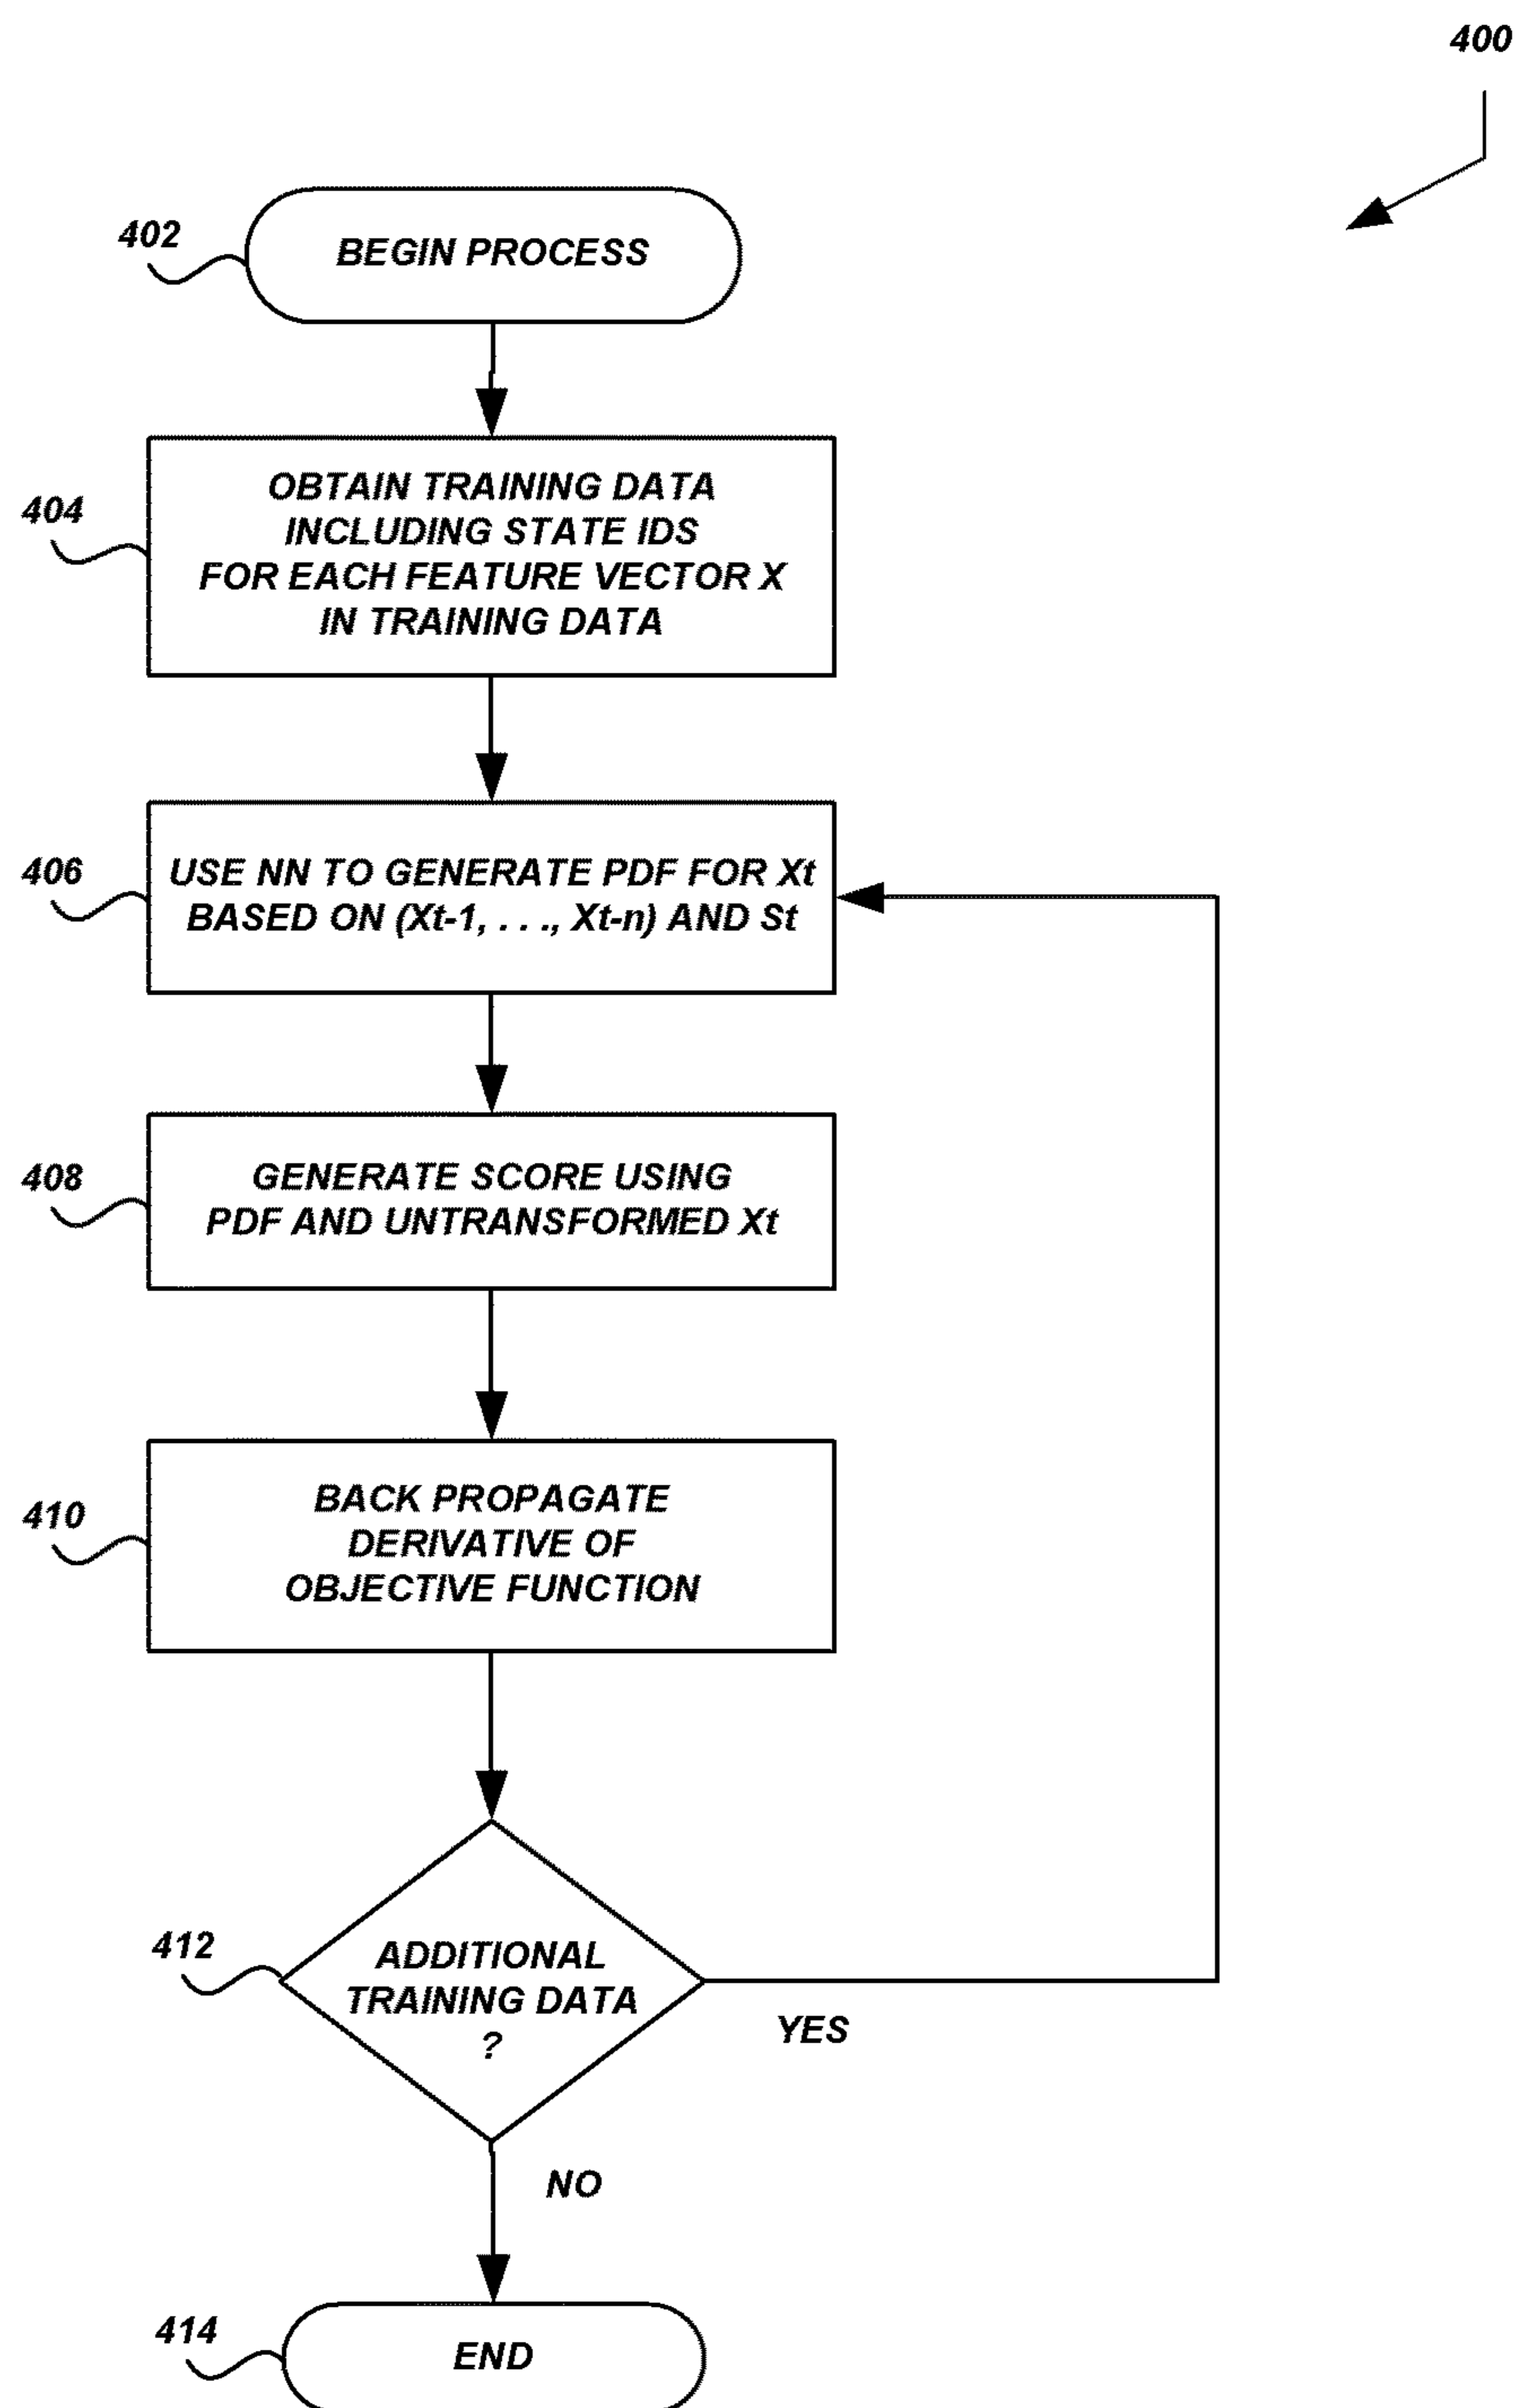 400
402
BEGIN PROCESS
404
OBTAIN TRAINING DATA
INCLUDING STATE IDS
FOR EACH FEATURE VECTOR X
IN TRAINING DATA
406
USE NN TO GENERATE PDF FOR Xt
BASED ON (Xt-1, . . ., Xt-n) AND St
408
GENERATE SCORE USING
PDF AND UNTRANSFORMED Xt
410
BACK PROPAGATE
DERIVATIVE OF
OBJECTIVE FUNCTION
412
ADDITIONAL
TRAINING DATA
?
YES
NO
414
END